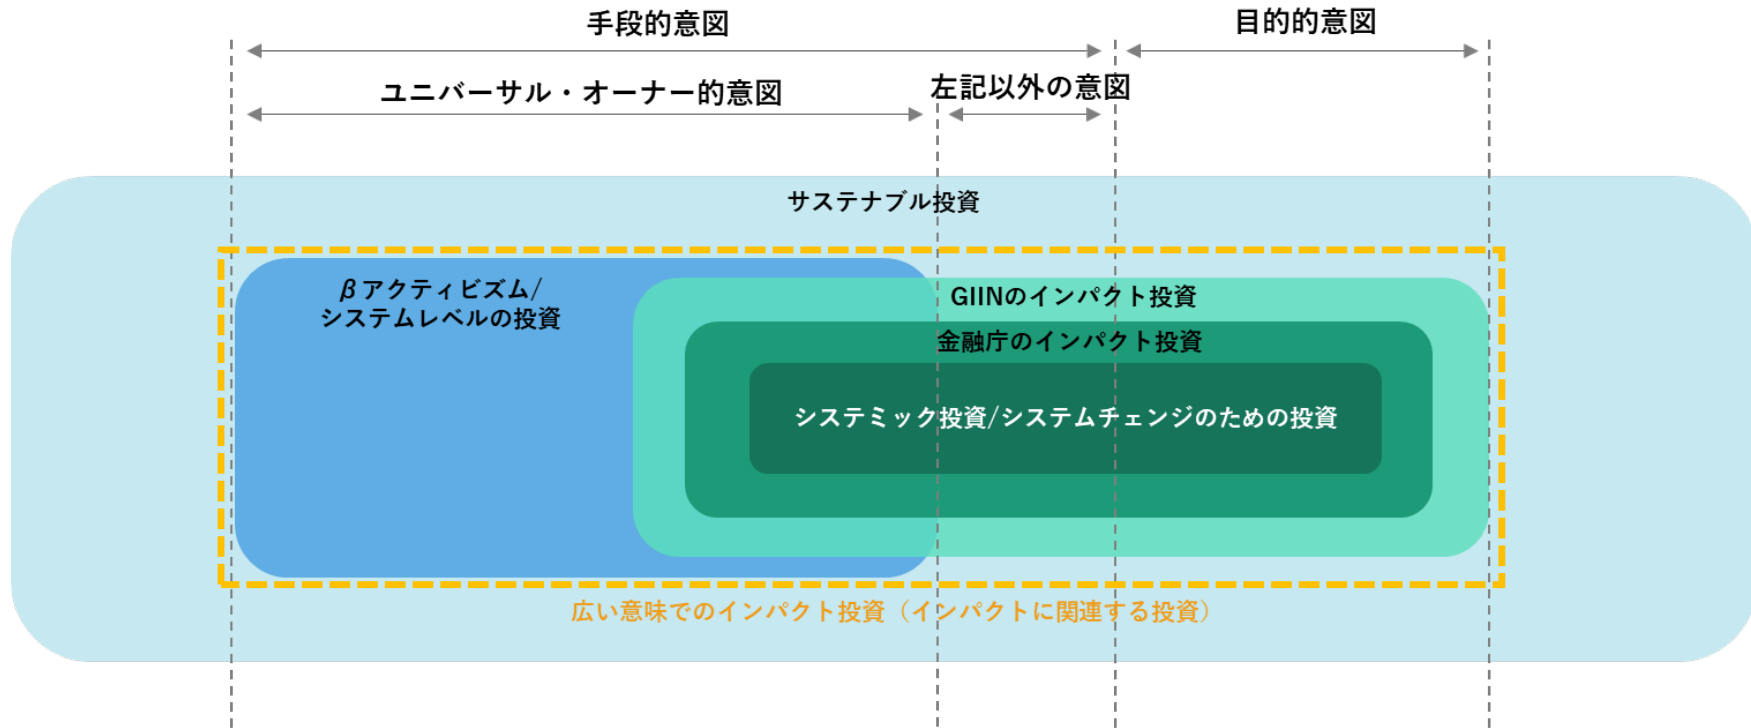 手段的意図
目的的意図
ユニバーサル・オーナー的意図
左記以外の意図
サステナブル投資
βアクティビズム/
システムレベルの投資
GIINのインパクト投資
金融庁のインパクト投資
システミック投資/システムチェンジのための投資
広い意味でのインパクト投資（インパクトに関連する投資）